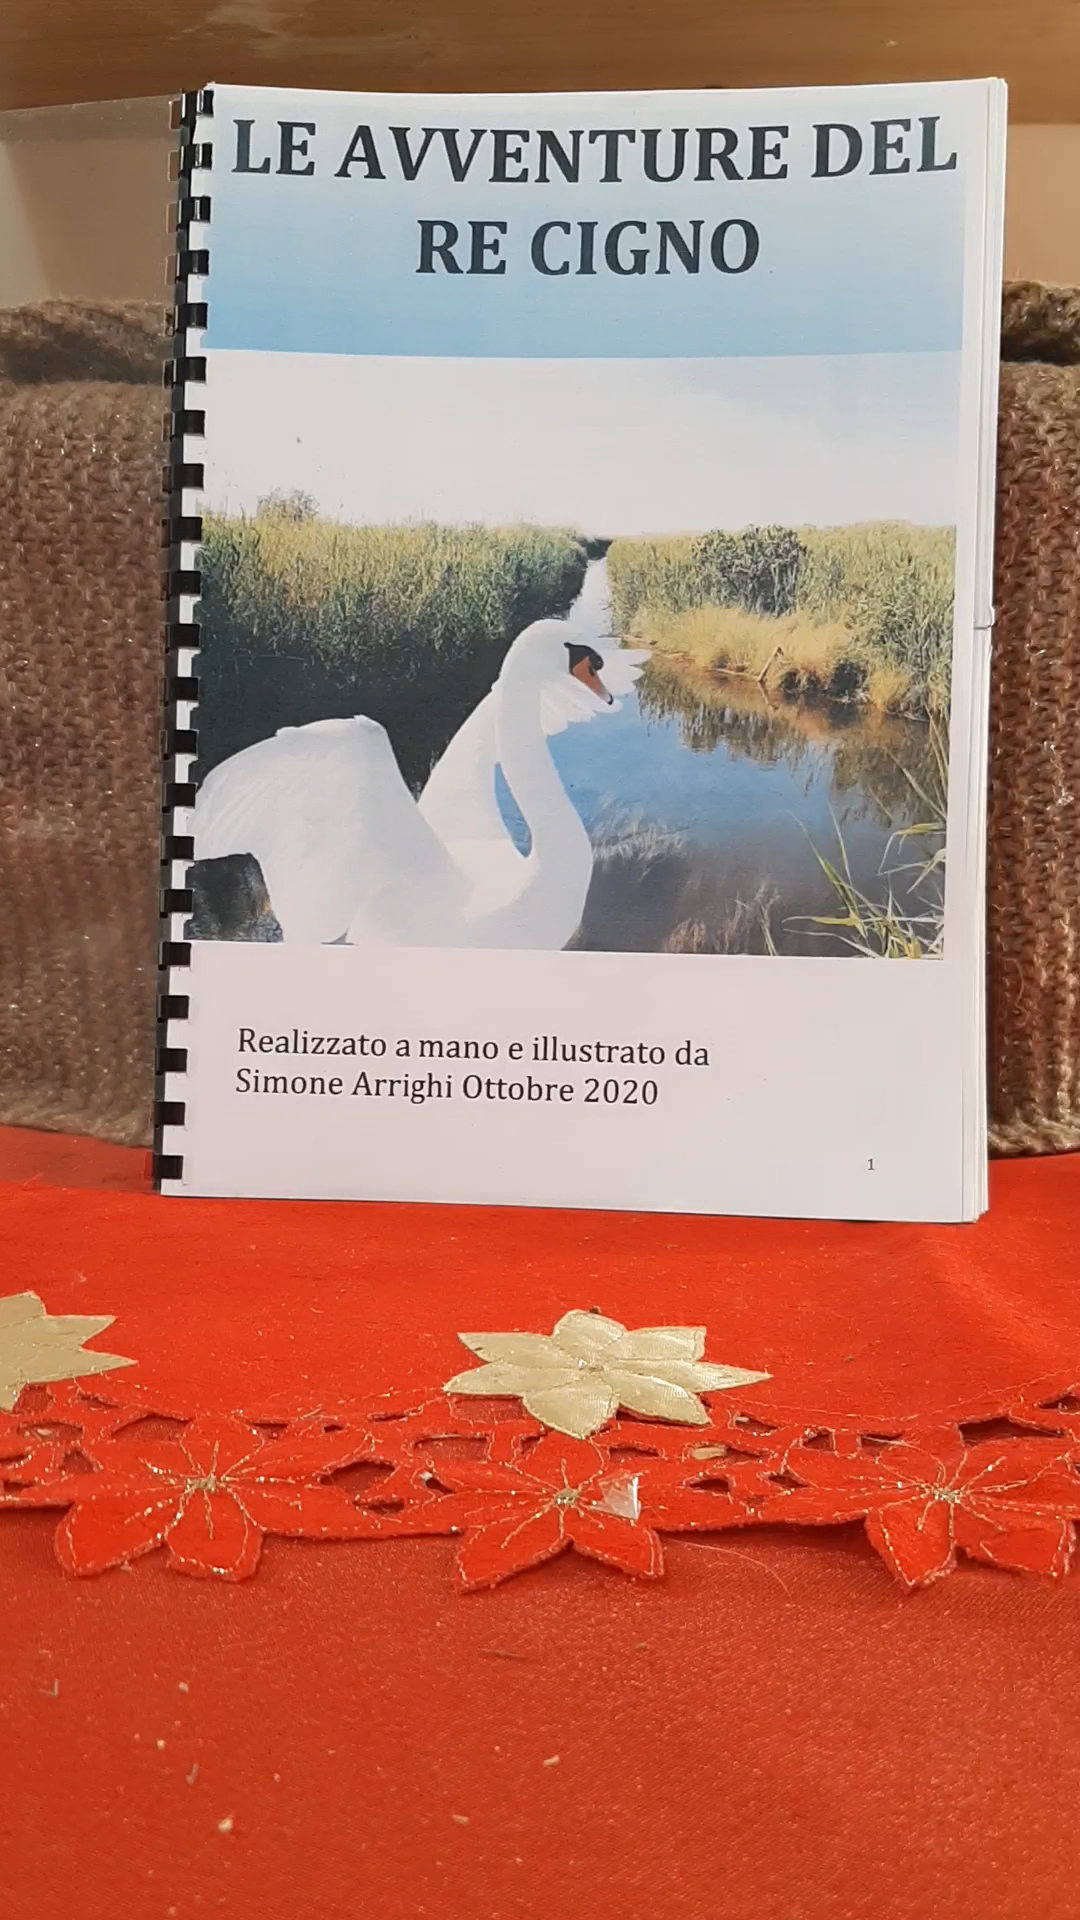 LE AVVENTURE DEL
RE CIGNO
Realizzato a mano e illustrato da
Simone Arrighi Ottobre 2020
1